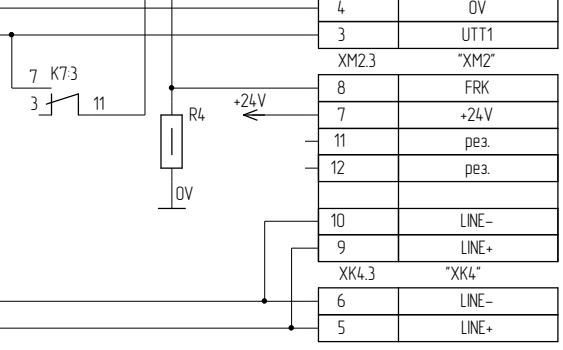 4 0V
3 UTT1
XM2.3 "XM2"
7 K7:3
8 FRK
3 11
+24V
R4
7 +24V
11 рез.
12 рез.
0V
10 LINE-
9 LINE+
XK4.3 "XK4"
6 LINE-
5 LINE+